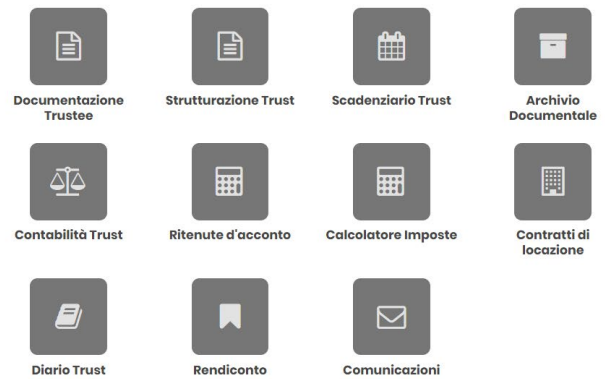 Documentazione
Trustee
Strutturazione Trust
Scadenziario Trust
Archivio
Documentale
Contabilità Trust
Ritenute d'acconto
Calcolatore Imposte
Contratti di
locazione
Diario Trust
Rendiconto
Comunicazioni